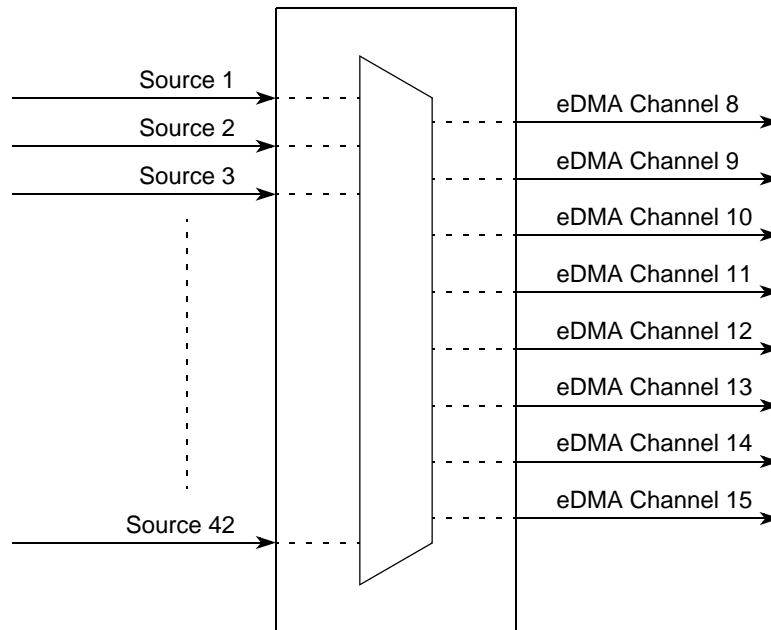 Source 1
Source 2
Source 3
Source 42
eDMA Channel 8
eDMA Channel 9
eDMA Channel 10
eDMA Channel 11
eDMA Channel 12
eDMA Channel 13
eDMA Channel 14
eDMA Channel 15